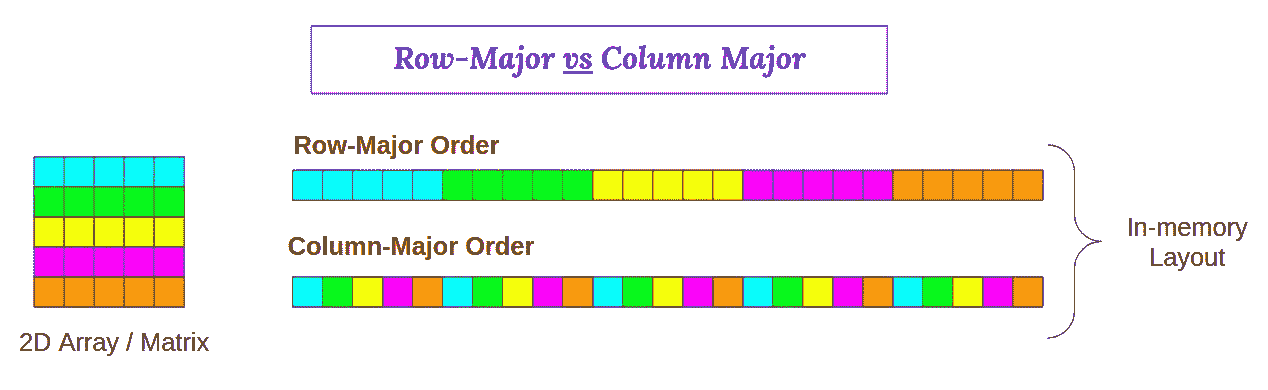 Row-Major vs Column Major
Row-Major Order
Column-Major Order
In-memory
Layout
2D Array / Matrix